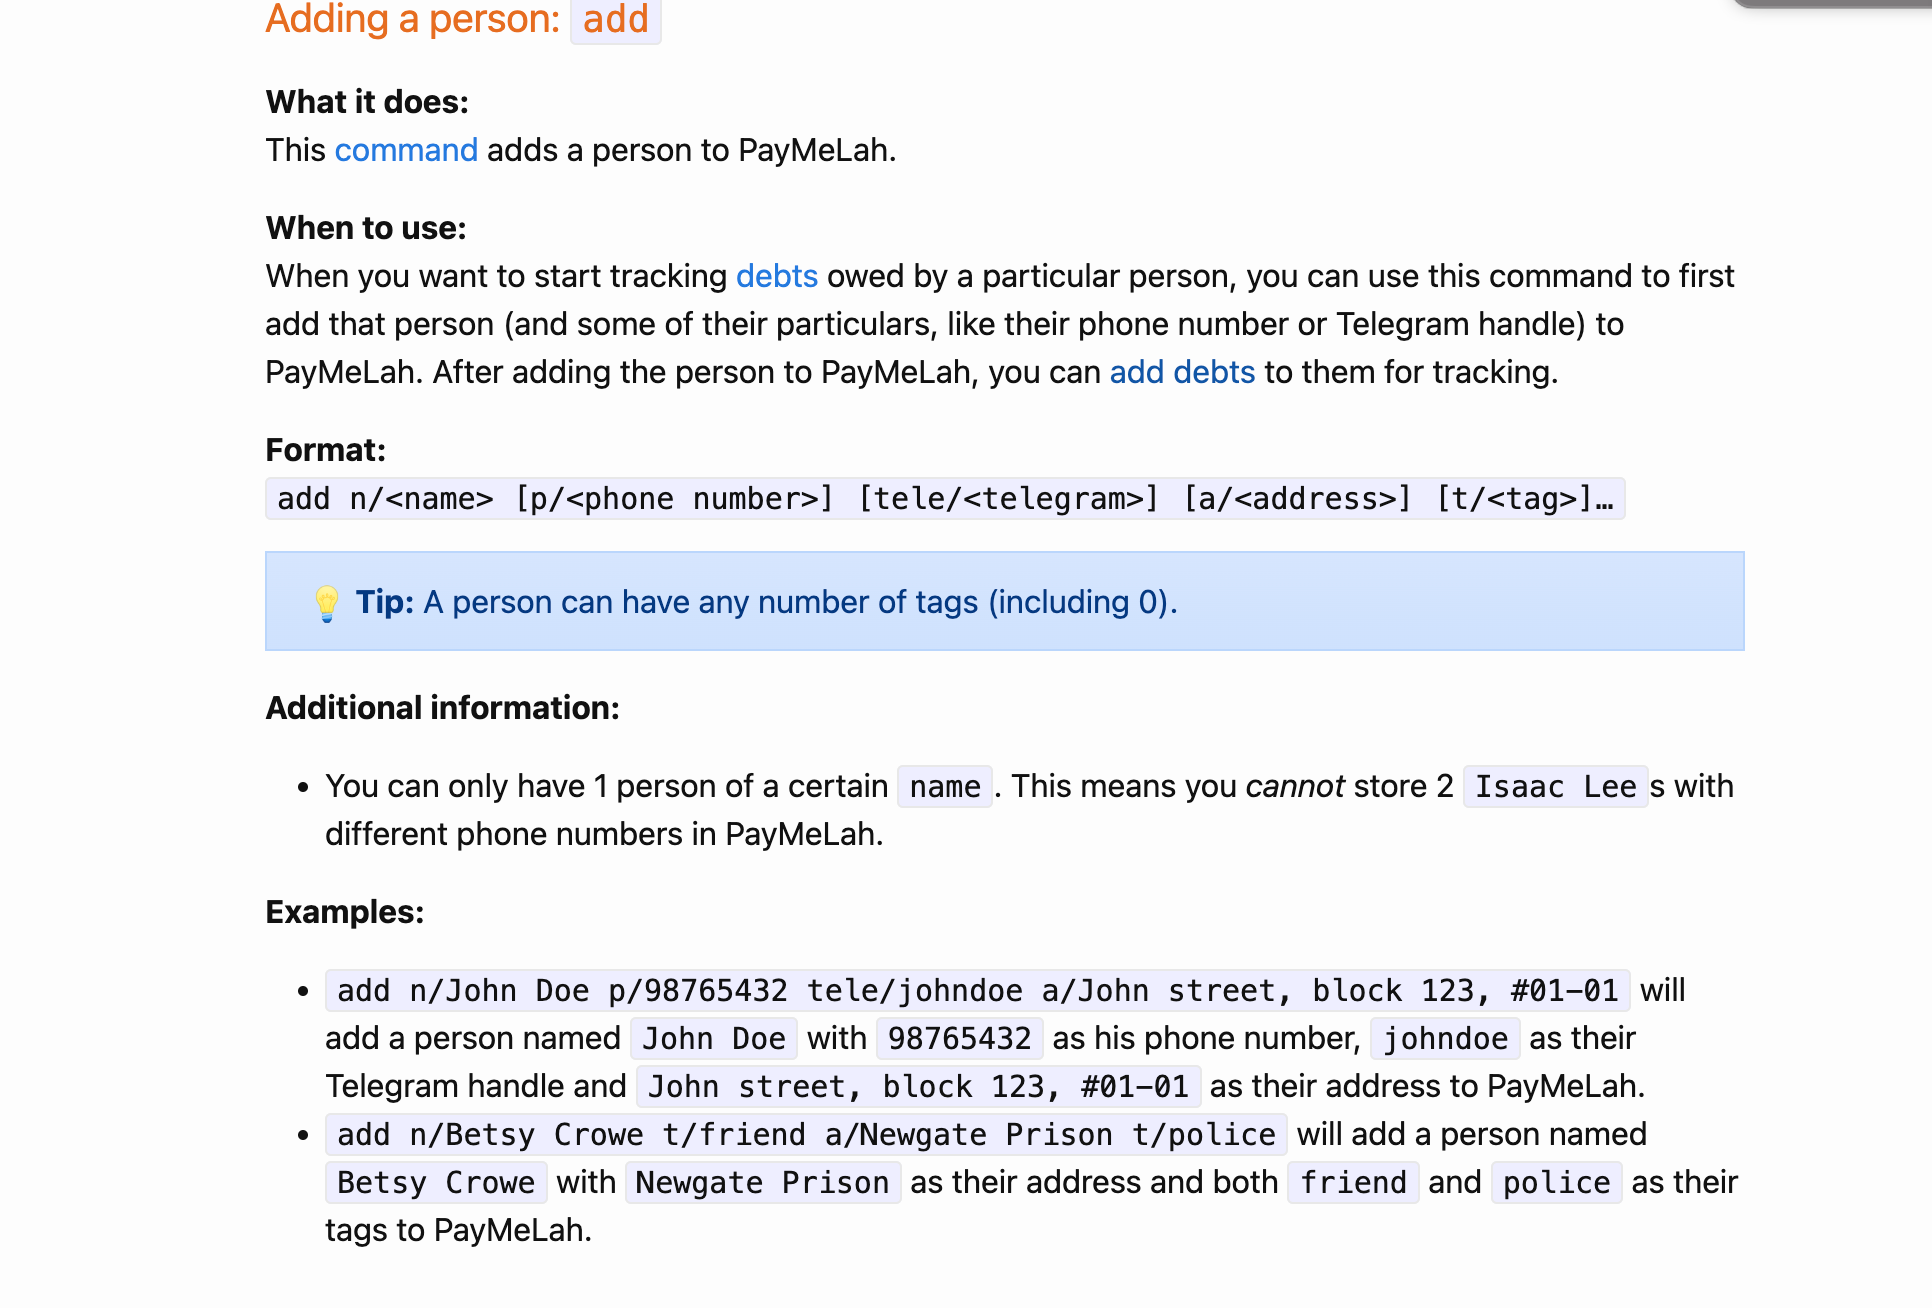 Adding a person: add
What it does:
This command adds a person to PayMeLah.
When to use:
When you want to start tracking debts owed by a particular person, you can use this command to first
add that person (and some of their particulars, like their phone number or Telegram handle) to
PayMeLah. After adding the person to PayMeLah, you can add debts to them for tracking.
Format:
add n/<name> [p/<phone number>] [tele/<telegram>] [a/<address>] [t/<tag>]…
💡 Tip: A person can have any number of tags (including 0).
Additional information:
• You can only have 1 person of a certain name. This means you cannot store 2 Isaac Lees with
different phone numbers in PayMeLah.
Examples:
• add n/John Doe p/98765432 tele/johndoe a/John street, block 123, #01-01 will
add a person named John Doe with 98765432 as his phone number, johndoe as their
Telegram handle and John street, block 123, #01-01 as their address to PayMeLah.
• add n/Betsy Crowe t/friend a/Newgate Prison t/police will add a person named
Betsy Crowe with Newgate Prison as their address and both friend and police as their
tags to PayMeLah.